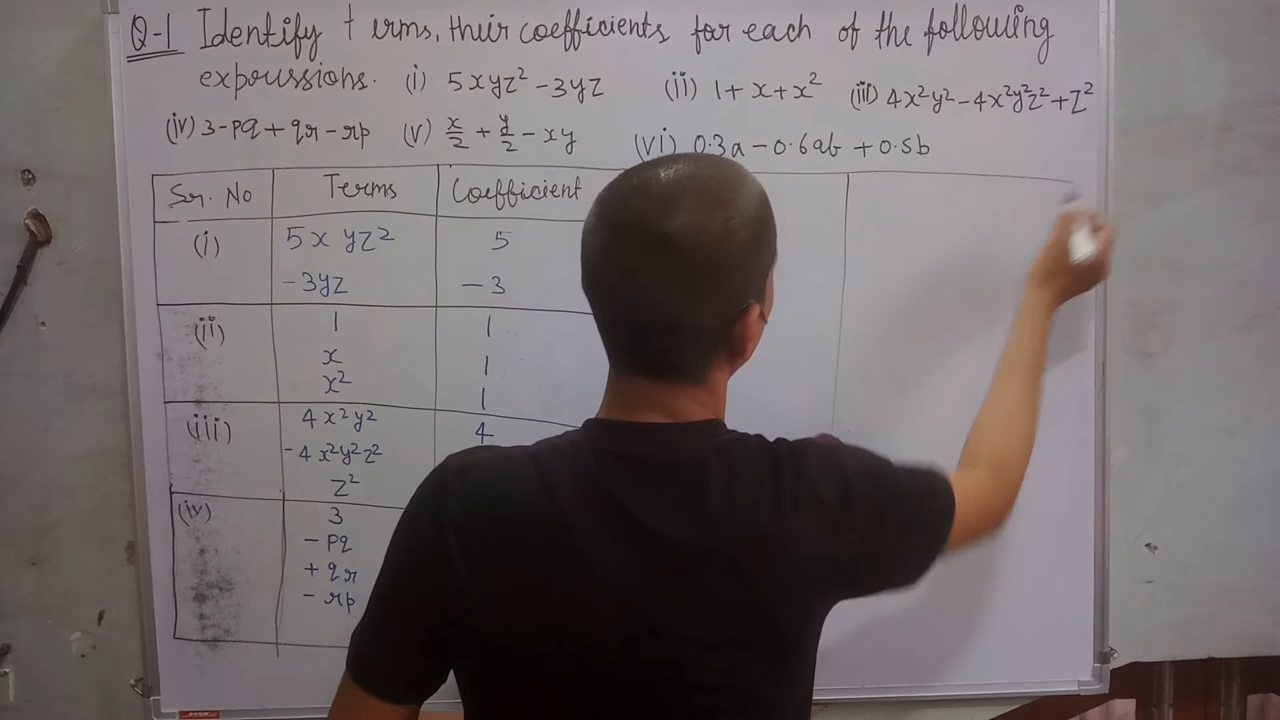 Q-1 Identify terms, their coefficients for each of the following
expoussions. (i) 5xyz² - 3yz (ii) 1 + x + x² (iii) 4x²y² - 4x²y²z² + z²
(iv) 3 - pq + qr - rp (v) x/2 + y/2 - xy (vi) 0.3a - 0.6ab + 0.5b
Sr. No Terms Coefficient
(i) 5x yz² 5
-3yz -3
(ii) 1 1
x 1
x² 1
(iii) 4x²y² 4
-4x²y²z²
z²
(iv) 3
- pq
+ qr
- rp